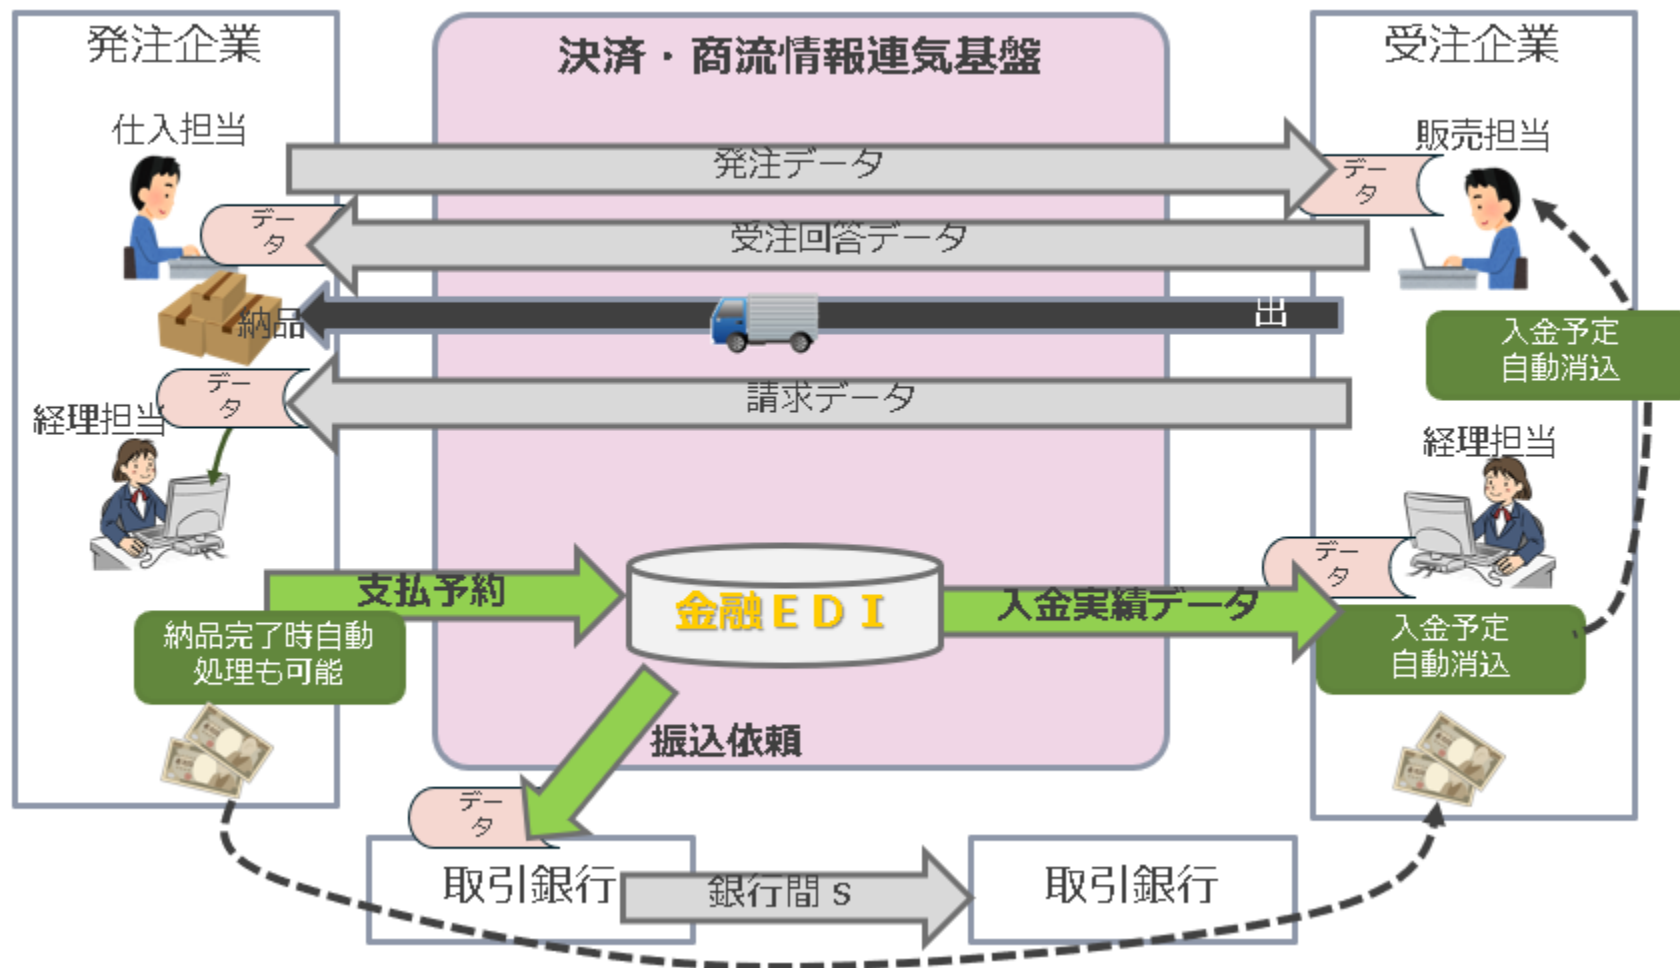 発注企業
決済・商流情報連気基盤
受注企業
仕入担当
販売担当
発注データ
デー
タ
デー
タ
受注回答データ
納品
出
入金予定
自動消込
デー
タ
請求データ
経理担当
経理担当
デー
タ
支払予約
金融ＥＤＩ
入金実績データ
納品完了時自動
処理も可能
入金予定
自動消込
振込依頼
デー
タ
取引銀行
銀行間 S
取引銀行